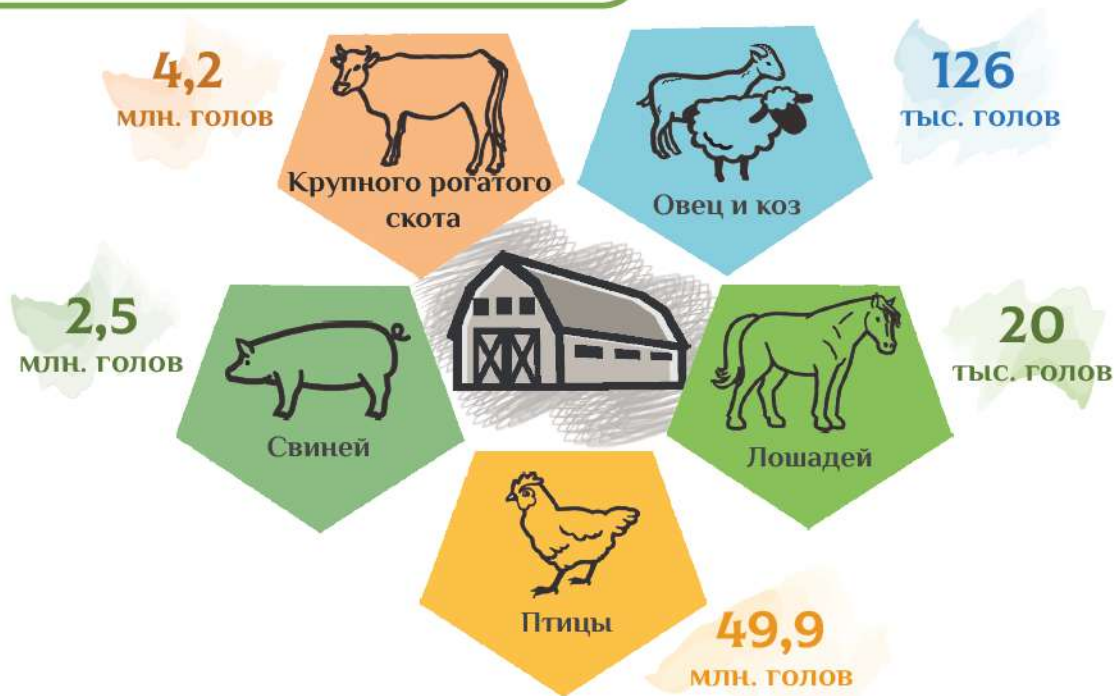 4,2
млн. голов
Крупного рогатого
скота
126
тыс. голов
Овец и коз
2,5
млн. голов
Свиней
20
тыс. голов
Лошадей
Птицы
49,9
млн. голов